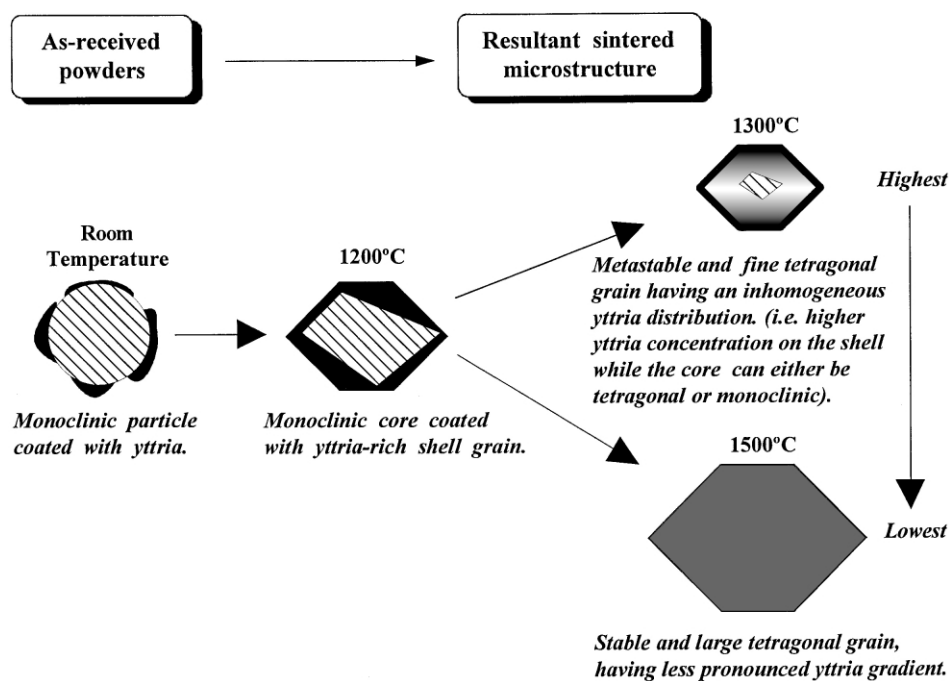 As-received
powders
Resultant sintered
microstructure
1300ºC
Highest
Room
Temperature
1200ºC
Metastable and fine tetragonal
grain having an inhomogeneous
yttria distribution. (i.e. higher
yttria concentration on the shell
while the core can either be
tetragonal or monoclinic).
Monoclinic particle
coated with yttria.
Monoclinic core coated
with yttria-rich shell grain.
1500ºC
Lowest
Stable and large tetragonal grain,
having less pronounced yttria gradient.